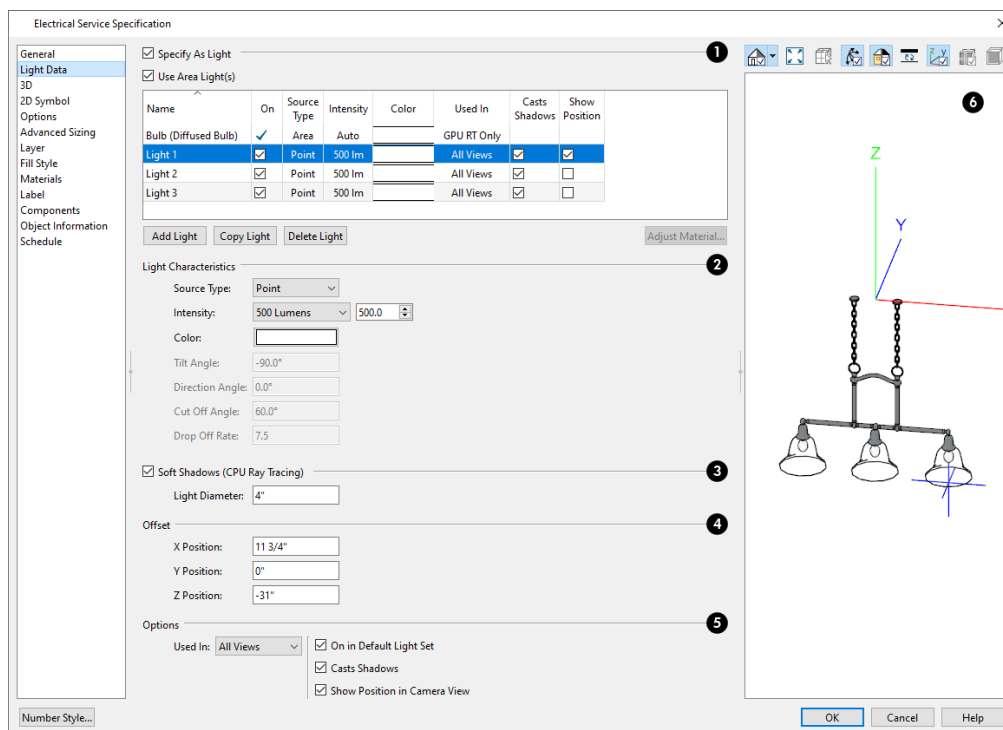 Electrical Service Specification
General
Light Data
3D
2D Symbol
Options
Advanced Sizing
Layer
Fill Style
Materials
Label
Components
Object Information
Schedule
Number Style...
Specify As Light
1
Use Area Light(s)
Name On Source Type Intensity Color Used In Casts Shadows Show Position
Bulb (Diffused Bulb) Area Auto GPU RT Only
Light 1 Point 500 lm All Views
Light 2 Point 500 lm All Views
Light 3 Point 500 lm All Views
Add Light Copy Light Delete Light Adjust Material...
Light Characteristics
2
Source Type: Point
Intensity: 500 Lumens 500.0
Color:
Tilt Angle: -90.0°
Direction Angle: 0.0°
Cut Off Angle: 60.0°
Drop Off Rate: 7.5
Soft Shadows (CPU Ray Tracing)
3
Light Diameter: 4"
Offset
4
X Position: 11 3/4"
Y Position: 0"
Z Position: -31"
Options
5
Used In: All Views
On in Default Light Set
Casts Shadows
Show Position in Camera View
6
Z
Y
OK Cancel Help